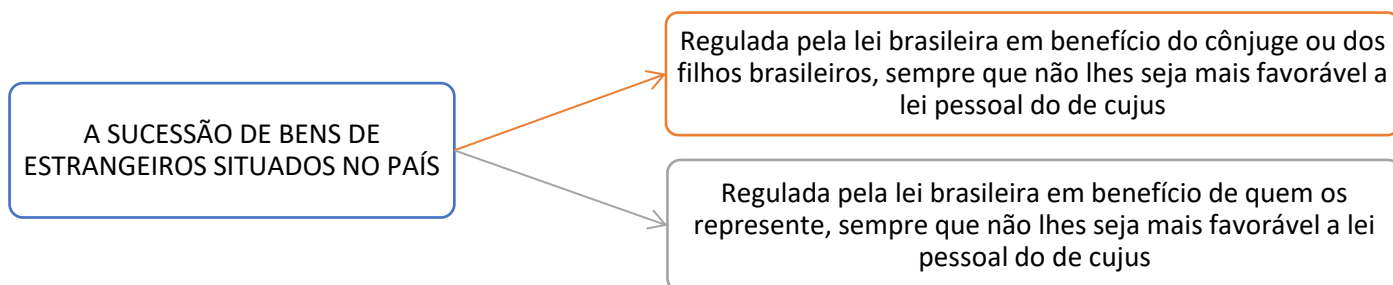 A SUCESSÃO DE BENS DE
ESTRANGEIROS SITUADOS NO PAÍS
Regulada pela lei brasileira em benefício do cônjuge ou dos
filhos brasileiros, sempre que não lhes seja mais favorável a
lei pessoal do de cujus
Regulada pela lei brasileira em benefício de quem os
represente, sempre que não lhes seja mais favorável a lei
pessoal do de cujus